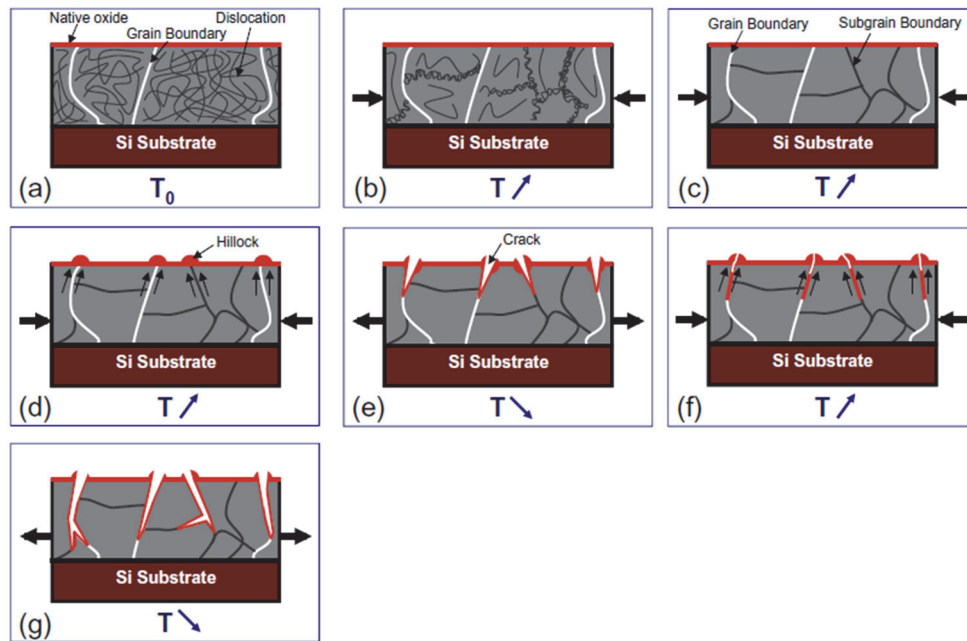 Native oxide
Grain Boundary
Dislocation
Si Substrate
(a)
T₀
Si Substrate
(b)
T
Grain Boundary
Subgrain Boundary
Si Substrate
(c)
T
Hillock
Si Substrate
(d)
T
Crack
Si Substrate
(e)
T
Si Substrate
(f)
T
Si Substrate
(g)
T